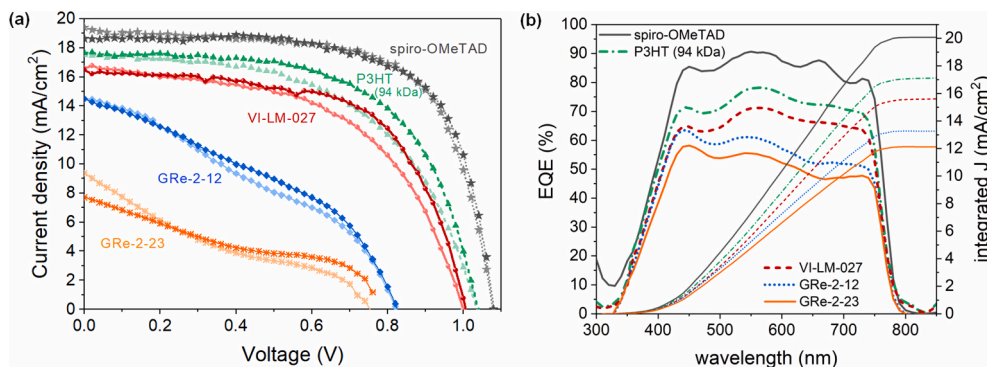 (a)
20
18
16
14
12
10
8
6
4
2
0
Current density (mA/cm²)
0.0
0.2
0.4
0.6
0.8
1.0
Voltage (V)
spiro-OMeTAD
P3HT
(94 kDa)
VI-LM-027
GRe-2-12
GRe-2-23
(b)
100
90
80
70
60
50
40
30
20
10
0
EQE (%)
spiro-OMeTAD
P3HT (94 kDa)
VI-LM-027
GRe-2-12
GRe-2-23
300
400
500
600
700
800
wavelength (nm)
20
18
16
14
12
10
8
6
4
2
0
integrated J (mA/cm²)